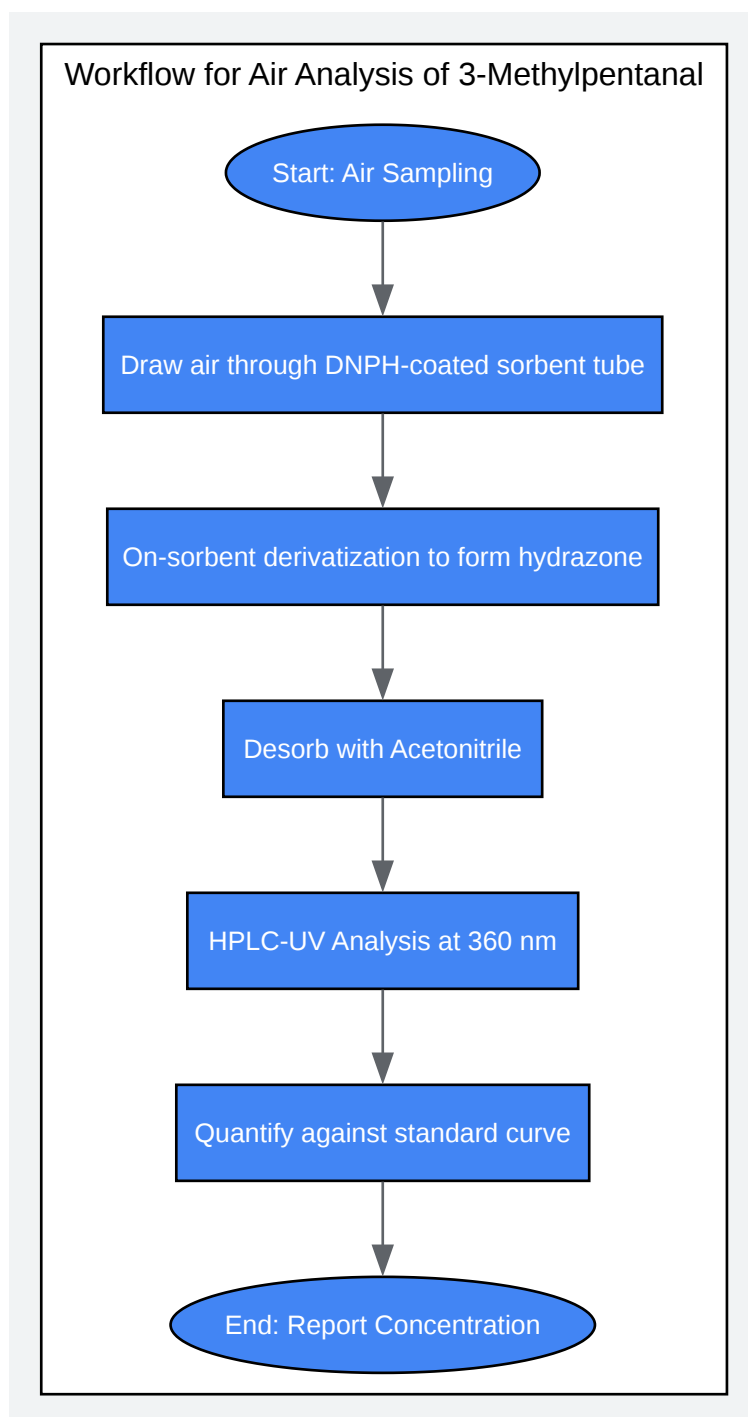 Workflow for Air Analysis of 3-Methylpentanal
Start: Air Sampling
Draw air through DNPH-coated sorbent tube
On-sorbent derivatization to form hydrazone
Desorb with Acetonitrile
HPLC-UV Analysis at 360 nm
Quantify against standard curve
End: Report Concentration